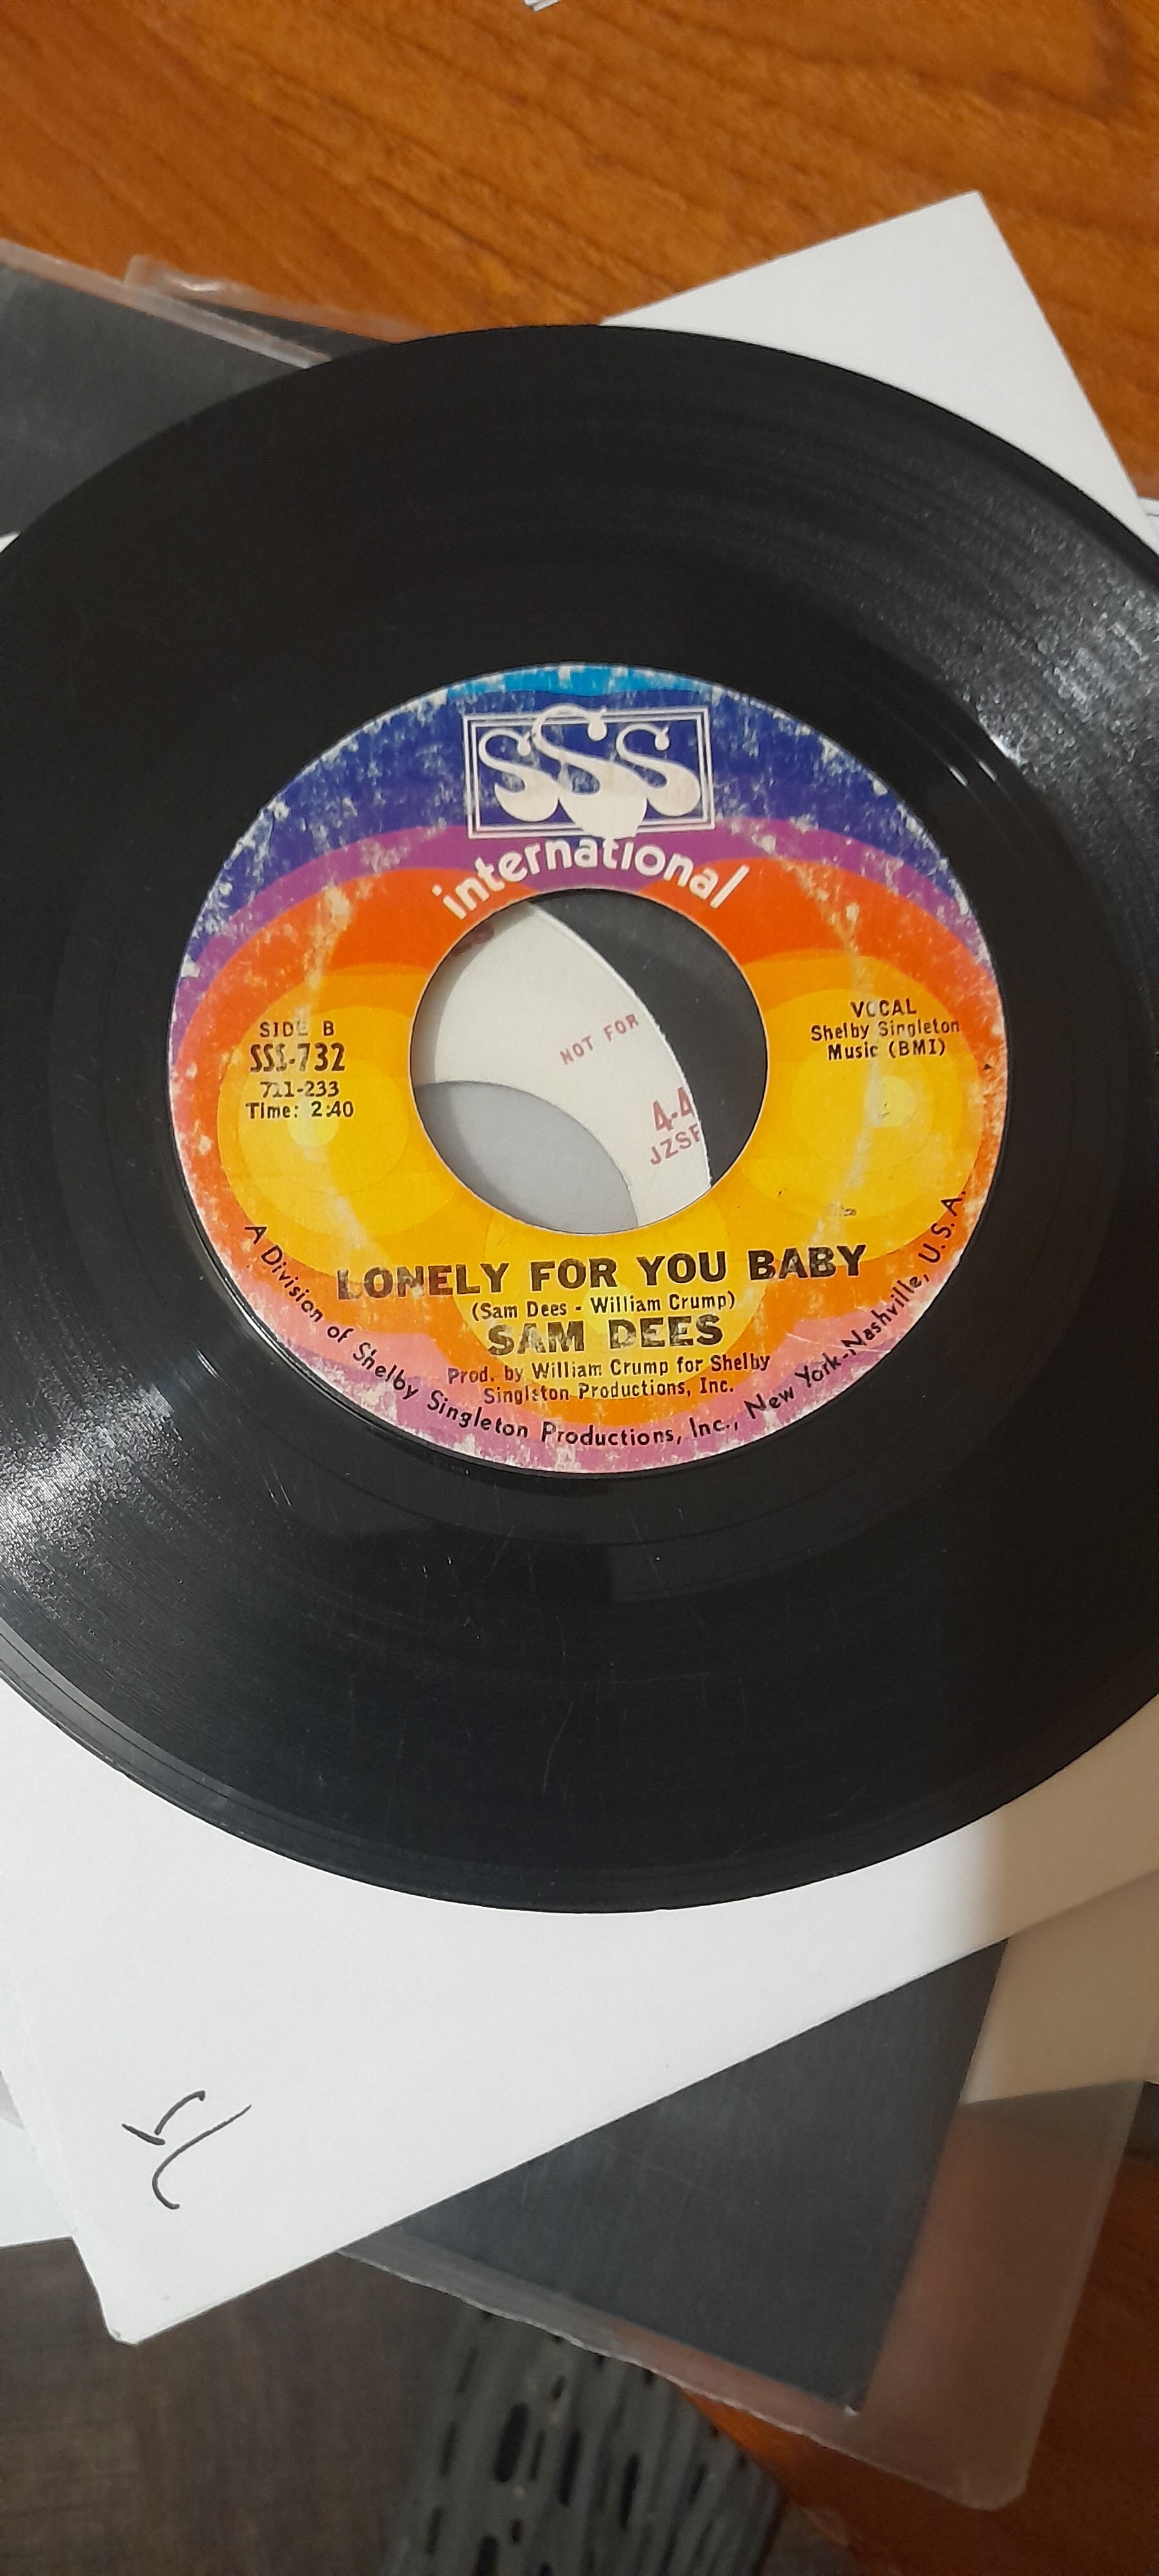 SSS
international
SIDE B
SSS-732
711-233
Time: 2:40
VOCAL
Shelby Singleton
Music (BMI)
NOT FOR
4-4
LONELY FOR YOU BABY
(Sam Dees - William Crump)
SAM DEES
Prod. by William Crump for Shelby
Singleton Productions, Inc.
A Division of Shelby Singleton Productions, Inc., New York-Nashville, U.S.A.